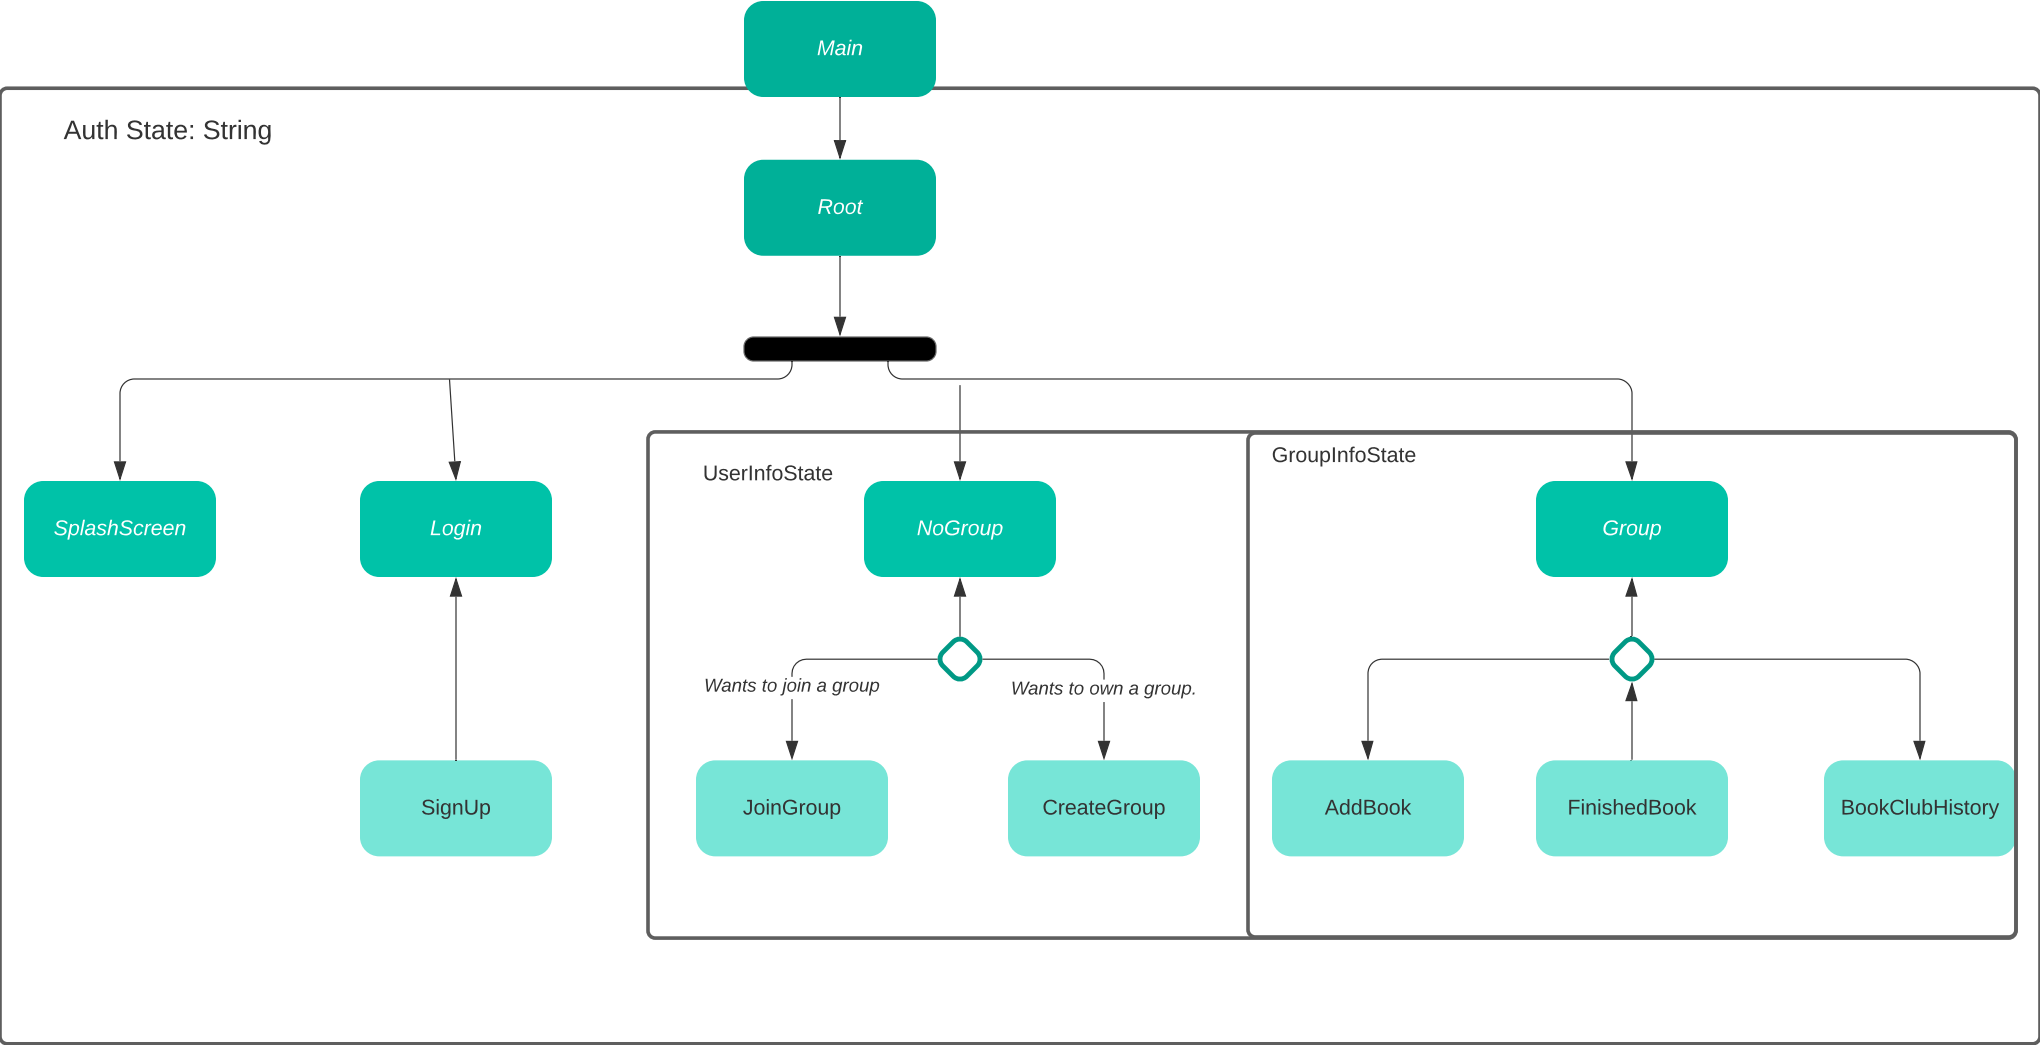 Main
Auth State: String
Root
GroupInfoState
UserInfoState
SplashScreen
Login
NoGroup
Group
Wants to join a group
Wants to own a group.
SignUp
JoinGroup
CreateGroup
AddBook
FinishedBook
BookClubHistory